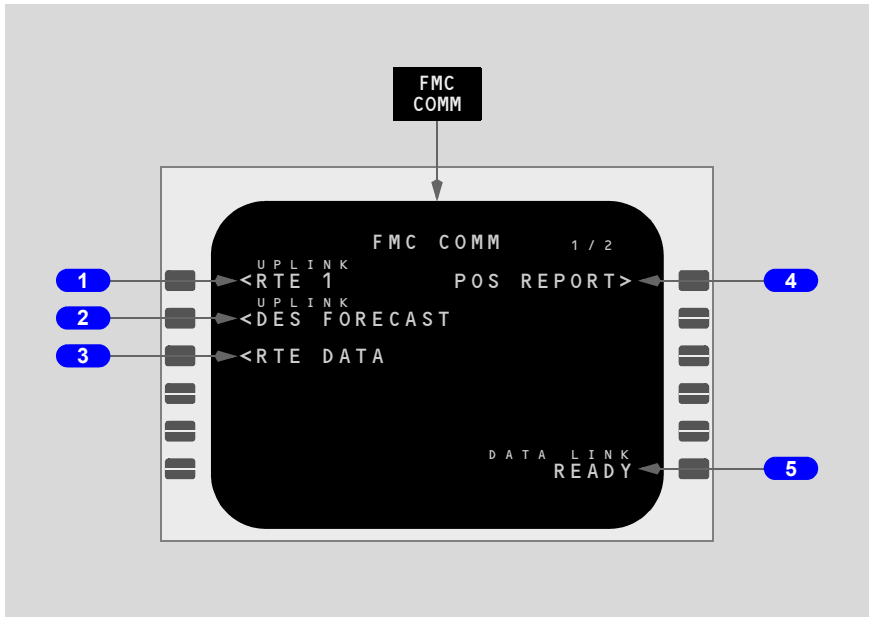 FMC
COMM
FMC COMM 1/2
UPLINK
1 <RTE 1 POS REPORT> 4
UPLINK
2 <DES FORECAST
3 <RTE DATA
DATA LINK
READY 5